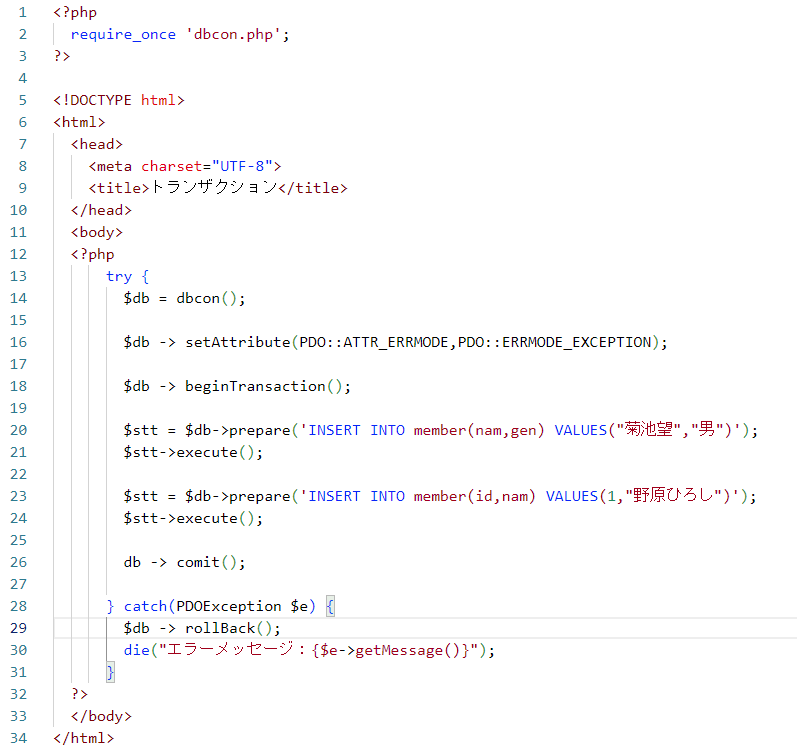 1 <?php
2 require_once 'dbcon.php';
3 ?>
4
5 <!DOCTYPE html>
6 <html>
7 <head>
8 <meta charset="UTF-8">
9 <title>トランザクション</title>
10 </head>
11 <body>
12 <?php
13 try {
14 $db = dbcon();
15
16 $db -> setAttribute(PDO::ATTR_ERRMODE,PDO::ERRMODE_EXCEPTION);
17
18 $db -> beginTransaction();
19
20 $stt = $db->prepare('INSERT INTO member(nam,gen) VALUES("菊池望","男")');
21 $stt->execute();
22
23 $stt = $db->prepare('INSERT INTO member(id,nam) VALUES(1,"野原ひろし")');
24 $stt->execute();
25
26 db -> comit();
27
28 } catch(PDOException $e) {
29 $db -> rollBack();
30 die("エラーメッセージ：{$e->getMessage()}");
31 }
32 ?>
33 </body>
34 </html>